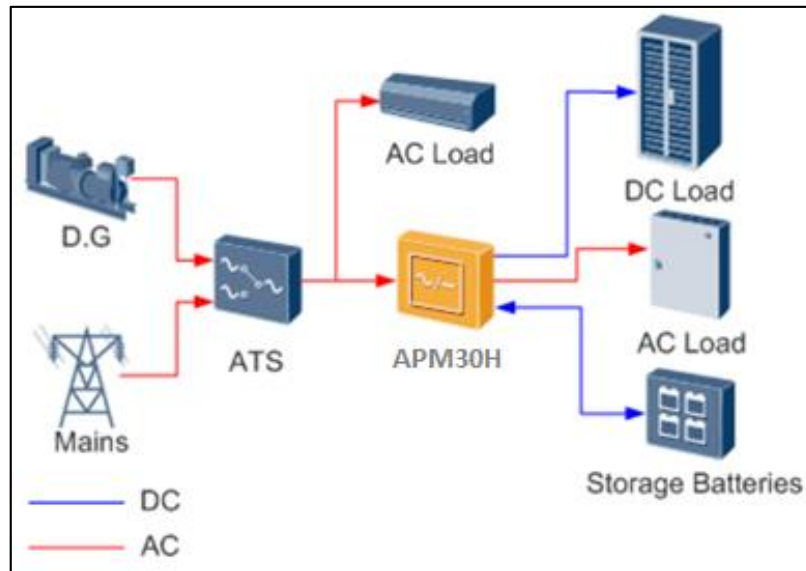 AC Load
DC Load
D.G
ATS
APM30H
AC Load
Mains
Storage Batteries
DC
AC